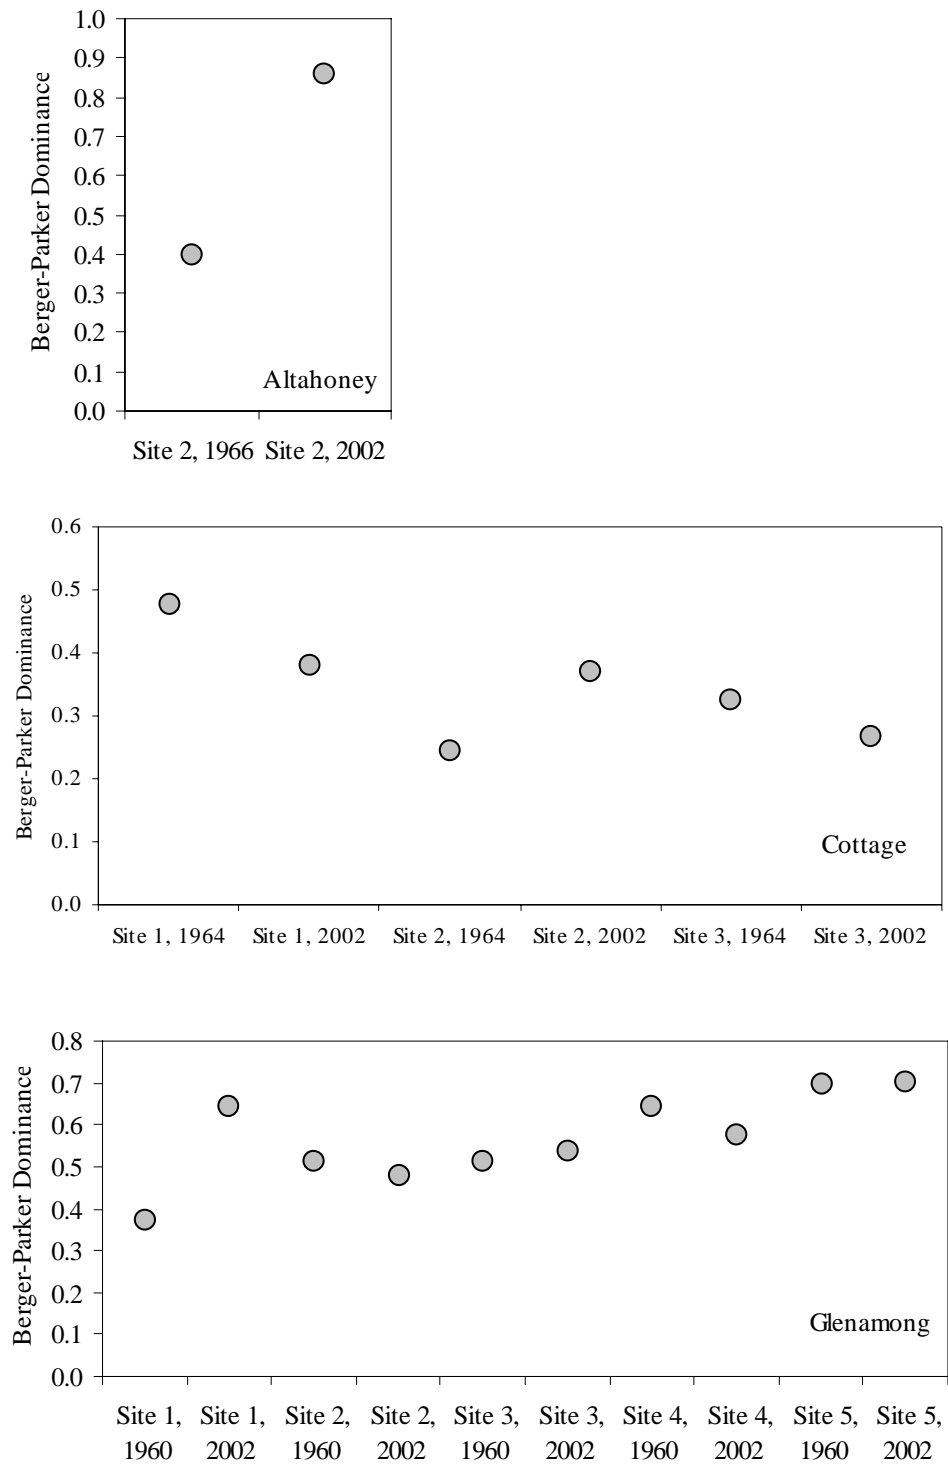 Berger-Parker Dominance
1.0
0.9
0.8
0.7
0.6
0.5
0.4
0.3
0.2
0.1
0.0
Altahoney
Site 2, 1966 Site 2, 2002
Berger-Parker Dominance
0.6
0.5
0.4
0.3
0.2
0.1
0.0
Cottage
Site 1, 1964 Site 1, 2002 Site 2, 1964 Site 2, 2002 Site 3, 1964 Site 3, 2002
Berger-Parker Dominance
0.8
0.7
0.6
0.5
0.4
0.3
0.2
0.1
0.0
Glenamong
Site 1, Site 1, Site 2, Site 2, Site 3, Site 3, Site 4, Site 4, Site 5, Site 5,
1960 2002 1960 2002 1960 2002 1960 2002 1960 2002